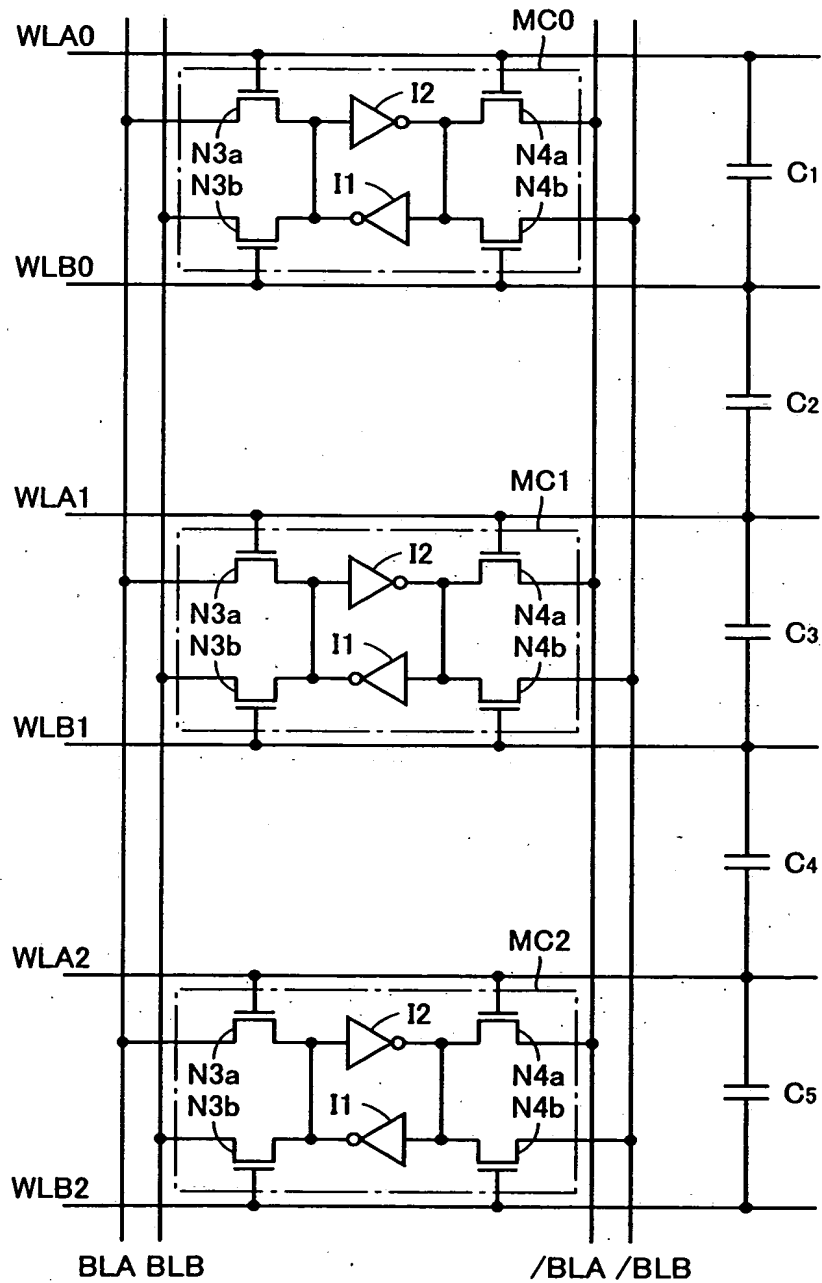 WLA0
MC0
I2
N3a
N3b
I1
N4a
N4b
C1
WLB0
C2
WLA1
MC1
I2
N3a
N3b
I1
N4a
N4b
C3
WLB1
C4
WLA2
MC2
I2
N3a
N3b
I1
N4a
N4b
C5
WLB2
BLA BLB
/BLA /BLB